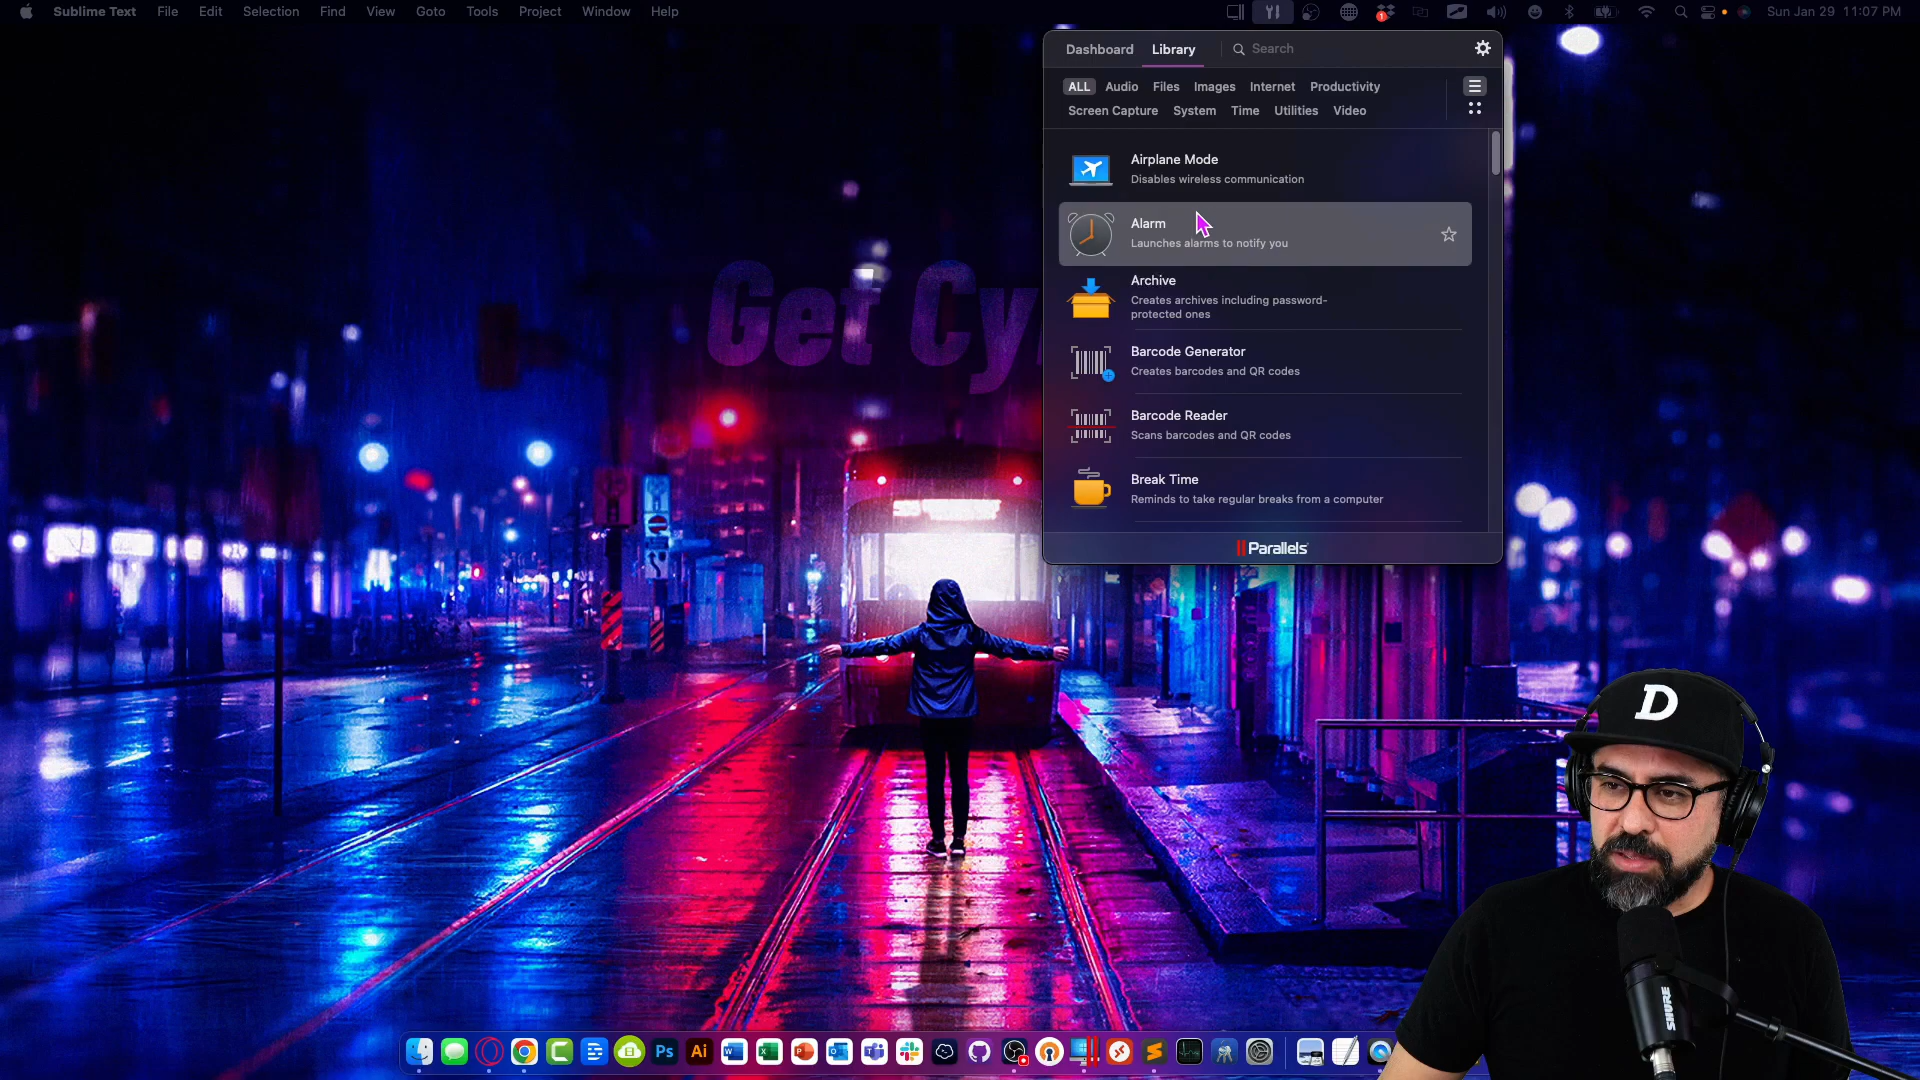 Sublime Text File Edit Selection Find View Goto Tools Project Window Help
1
Sun Jan 29 11:07 PM
Dashboard Library Search
ALL Audio Files Images Internet Productivity
Screen Capture System Time Utilities Video
Airplane Mode
Disables wireless communication
Alarm
Launches alarms to notify you
Archive
Creates archives including password-
protected ones
Barcode Generator
Creates barcodes and QR codes
Barcode Reader
Scans barcodes and QR codes
Break Time
Reminds to take regular breaks from a computer
Parallels
Get Cy
D
SHURE
Ps
Ai